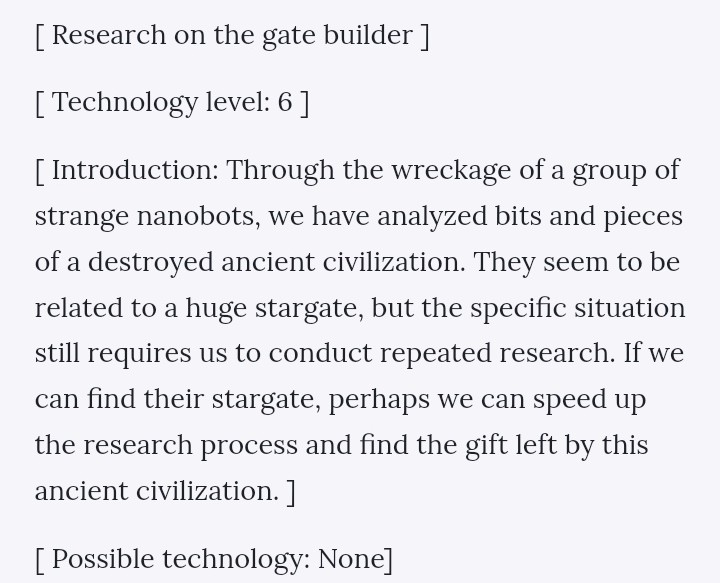 [ Research on the gate builder ]
[ Technology level: 6 ]
[ Introduction: Through the wreckage of a group of
strange nanobots, we have analyzed bits and pieces
of a destroyed ancient civilization. They seem to be
related to a huge stargate, but the specific situation
still requires us to conduct repeated research. If we
can find their stargate, perhaps we can speed up
the research process and find the gift left by this
ancient civilization. ]
[ Possible technology: None]